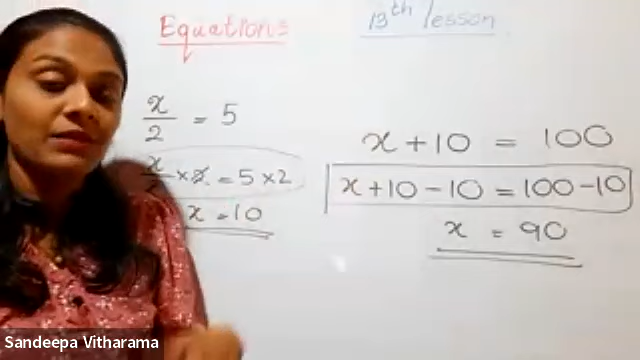 Equations
13th lesson
x/2 = 5
x/2 × 2 = 5 × 2
x = 10
x + 10 = 100
x + 10 - 10 = 100 - 10
x = 90
Sandeepa Vitharama